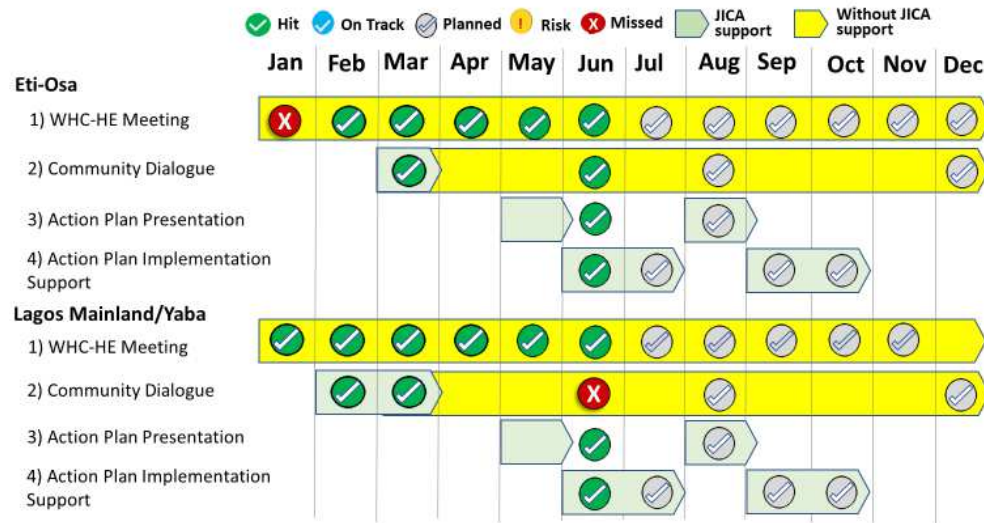 Hit On Track Planned ! Risk X Missed JICA support Without JICA support
Jan Feb Mar Apr May Jun Jul Aug Sep Oct Nov Dec
Eti-Osa
1) WHC-HE Meeting
X
2) Community Dialogue
3) Action Plan Presentation
4) Action Plan Implementation
Support
Lagos Mainland/Yaba
1) WHC-HE Meeting
2) Community Dialogue
X
3) Action Plan Presentation
4) Action Plan Implementation
Support